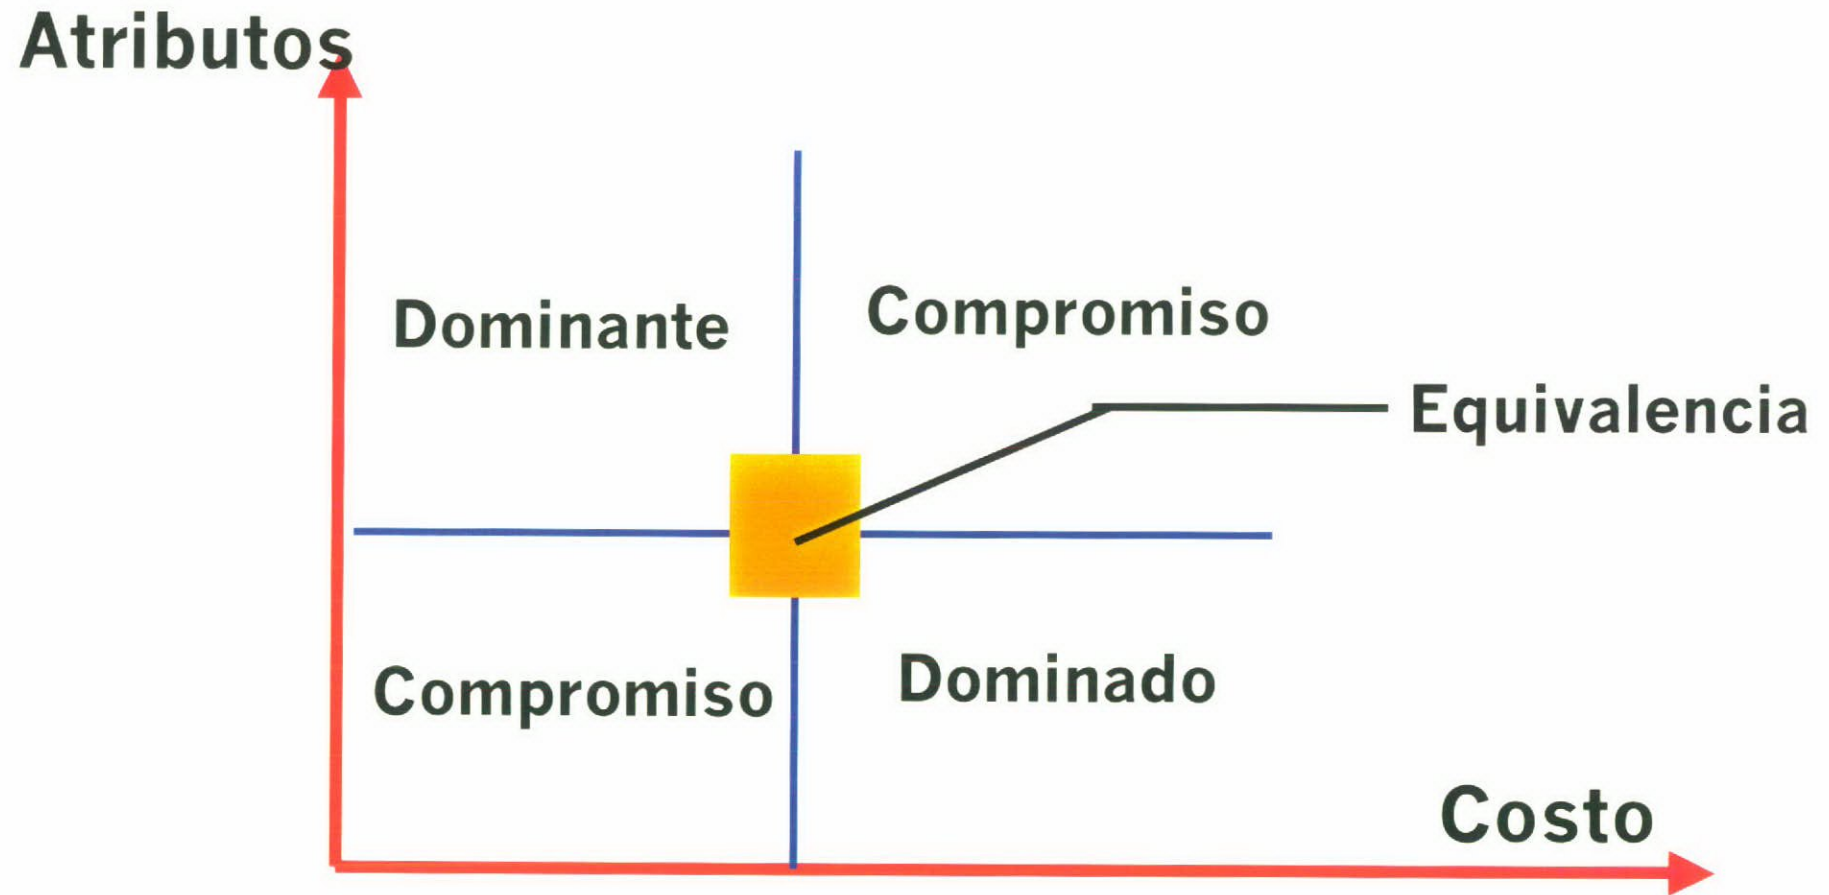 Atributos
Dominante
Compromiso
Equivalencia
Compromiso
Dominado
Costo